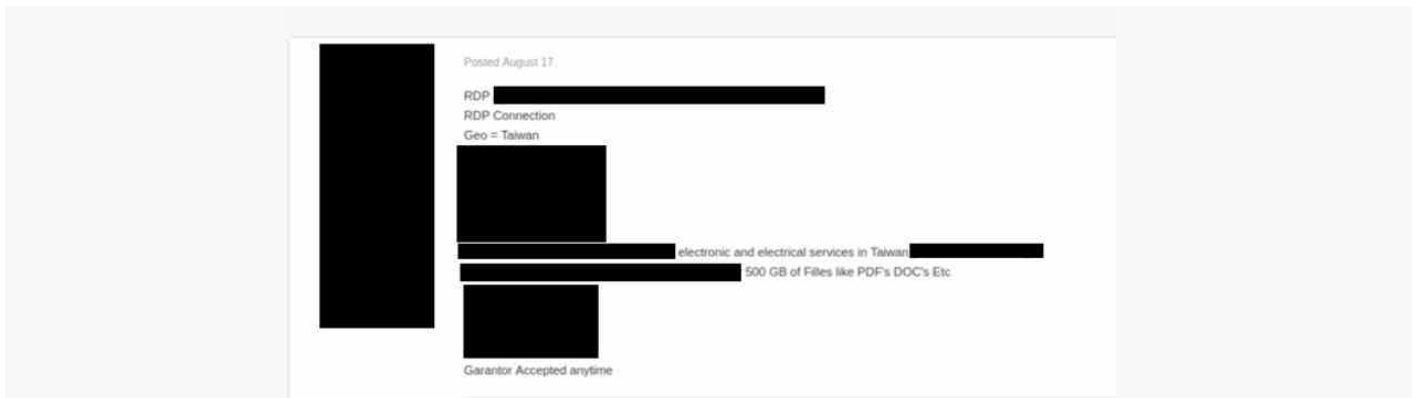 Posted August 17
RDP
RDP Connection
Geo = Taiwan
electronic and electrical services in Taiwan
500 GB of Filles like PDF's DOC's Etc
Garantor Accepted anytime